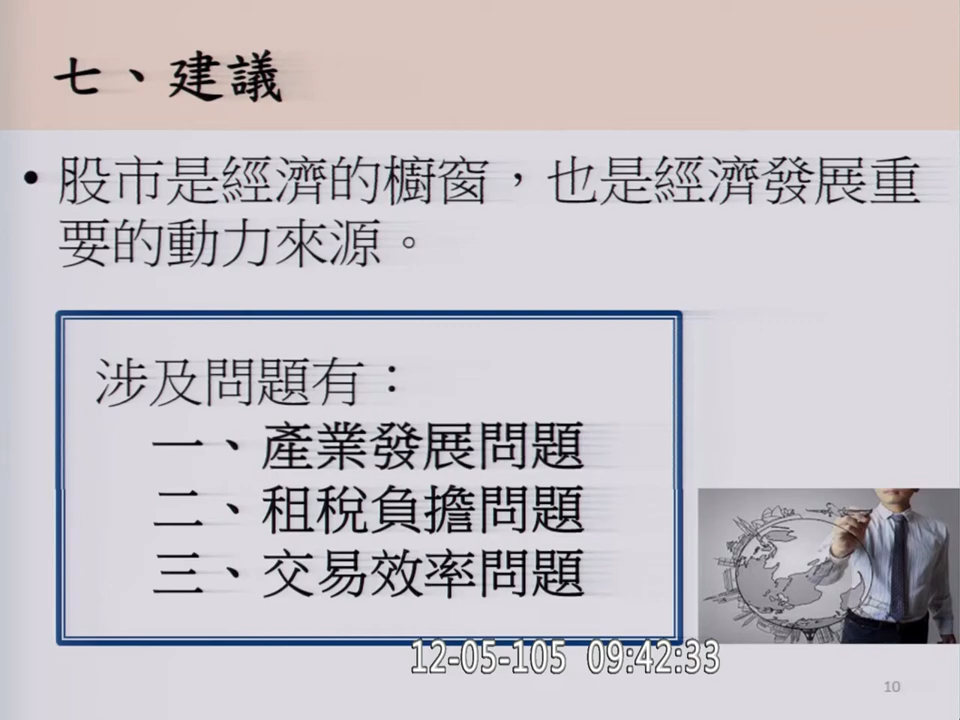 七、建議
• 股市是經濟的櫥窗，也是經濟發展重
要的動力來源。
涉及問題有：
一、產業發展問題
二、租稅負擔問題
三、交易效率問題
12-05-105 09:42:33
10